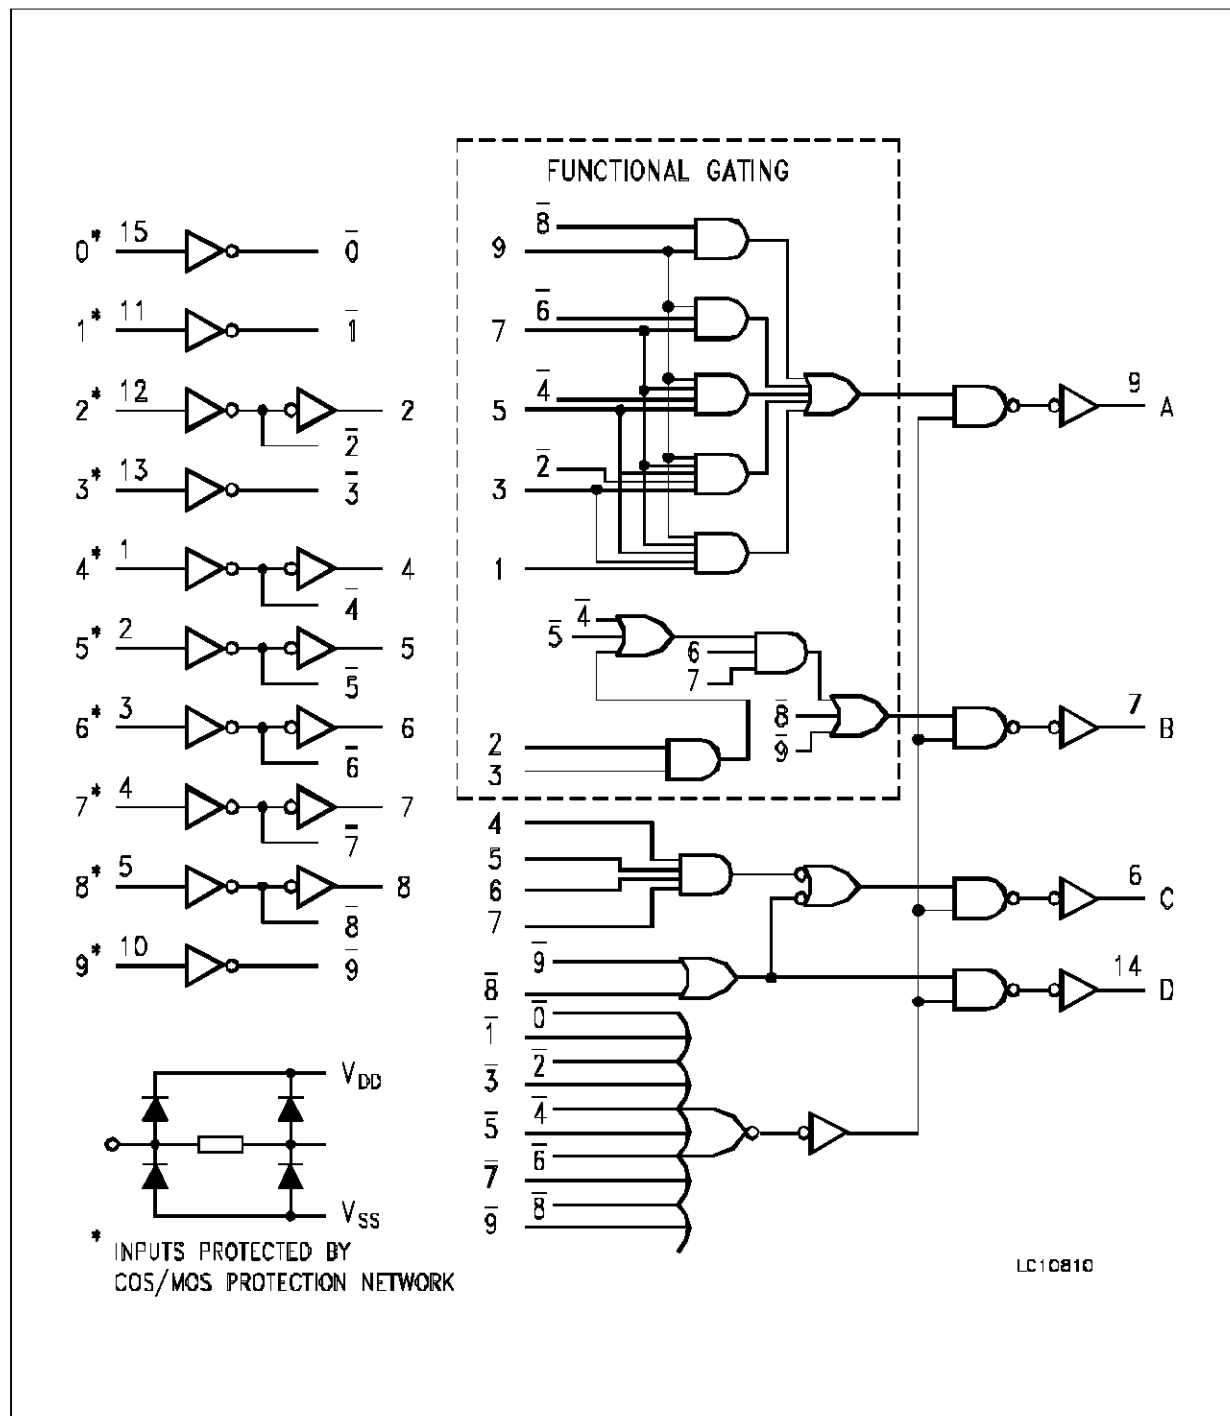 FUNCTIONAL GATING
0* 15 0̅
1* 11 1̅
2* 12 2
2̅
3* 13 3̅
4* 1 4
4̅
5* 2 5
5̅
6* 3 6
6̅
7* 4 7
7̅
8* 5 8
8̅
9* 10 9̅
8̅
9
6̅
7
4̅
5
2̅
3
1
4̅
5̅
6
7
8̅
9̅
2
3
4
5
6
7
9̅
8̅
0̅
1̅
2̅
3̅
4̅
5̅
6̅
7̅
8̅
9̅
9 A
7 B
6 C
14 D
VDD
VSS
* INPUTS PROTECTED BY
COS/MOS PROTECTION NETWORK
LC10810